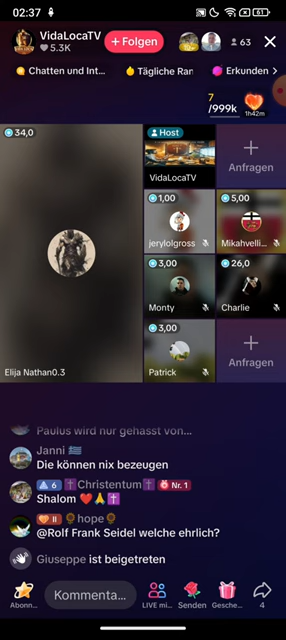 02:37
61%
VidaLocaTV
5.3K
+ Folgen
63
Chatten und Int...
Tägliche Ran
Erkunden
7
/999k
1h42m
34,0
Host
VidaLocaTV
Anfragen
1,00
jerylolgross
5,00
Mikahvelli...
3,00
Monty
26,0
Charlie
3,00
Patrick
Anfragen
Elija Nathan0.3
Paulus wird nur gehasst von...
Janni 🇬🇷
Die können nix bezeugen
6 ✝️Christentum✝️ Nr. 1
Shalom ❤️🙏✝️
II 🌻hope🌻
@Rolf Frank Seidel welche ehrlich?
Giuseppe ist beigetreten
Abonn...
Kommenta...
LIVE mi...
Senden
Gesche...
4